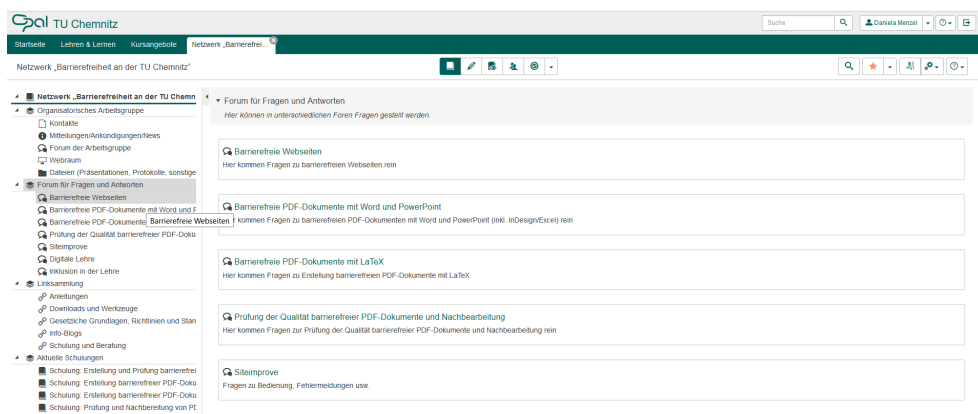 Opal TU Chemnitz
Suche
Daniela Menzel
Startseite
Lehren & Lernen
Kursangebote
Netzwerk „Barrierefrei...
Netzwerk „Barrierefreiheit an der TU Chemnitz"
Netzwerk „Barrierefreiheit an der TU Chemn
Organisatorisches Arbeitsgruppe
Kontakte
Mitteilungen/Ankündigungen/News
Forum der Arbeitsgruppe
Webraum
Dateien (Präsentationen, Protokolle, sonstige
Forum für Fragen und Antworten
Barrierefreie Webseiten
Barrierefreie PDF-Dokumente mit Word und P
Barrierefreie PDF-Dokumente
Barrierefreie Webseiten
Prüfung der Qualität barrierefreier PDF-Doku
Siteimprove
Digitale Lehre
Inklusion in der Lehre
Linksammlung
Anleitungen
Downloads und Werkzeuge
Gesetzliche Grundlagen, Richtlinien und Stan
Info-Blogs
Schulung und Beratung
Aktuelle Schulungen
Schulung: Erstellung und Prüfung barrierefrei
Schulung: Erstellung barrierefreier PDF-Doku
Schulung: Erstellung barrierefreier PDF-Doku
Schulung: Prüfung und Nachbereitung von PD
Forum für Fragen und Antworten
Hier können in unterschiedlichen Foren Fragen gestellt werden.
Barrierefreie Webseiten
Hier kommen Fragen zu barrierefreien Webseiten rein
Barrierefreie PDF-Dokumente mit Word und PowerPoint
kommen Fragen zu barrierefreien PDF-Dokumenten mit Word und PowerPoint (inkl. InDesign/Excel) rein
Barrierefreie PDF-Dokumente mit LaTeX
Hier kommen Fragen zu Erstellung barrierefreien PDF-Dokumente mit LaTeX
Prüfung der Qualität barrierefreier PDF-Dokumente und Nachbearbeitung
Hier kommen Fragen zur Prüfung der Qualität barrierefreier PDF-Dokumente und Nachbearbeitung rein
Siteimprove
Fragen zu Bedienung, Fehlermeldungen usw.